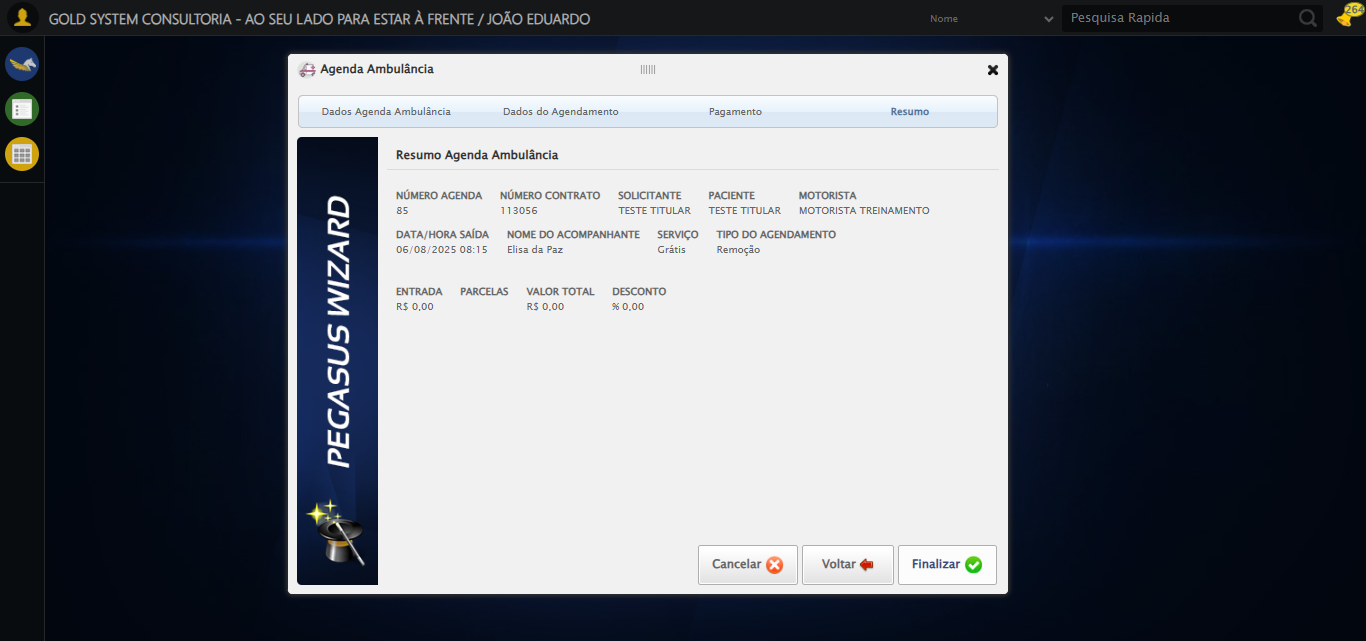 GOLD SYSTEM CONSULTORIA - AO SEU LADO PARA ESTAR À FRENTE / JOÃO EDUARDO
Nome
Pesquisa Rapida
264
Agenda Ambulância
Dados Agenda Ambulância
Dados do Agendamento
Pagamento
Resumo
PEGASUS WIZARD
Resumo Agenda Ambulância
NÚMERO AGENDA NÚMERO CONTRATO SOLICITANTE PACIENTE MOTORISTA
85 113056 TESTE TITULAR TESTE TITULAR MOTORISTA TREINAMENTO
DATA/HORA SAÍDA NOME DO ACOMPANHANTE SERVIÇO TIPO DO AGENDAMENTO
06/08/2025 08:15 Elisa da Paz Grátis Remoção
ENTRADA PARCELAS VALOR TOTAL DESCONTO
R$ 0,00 R$ 0,00 % 0,00
Cancelar
Voltar
Finalizar